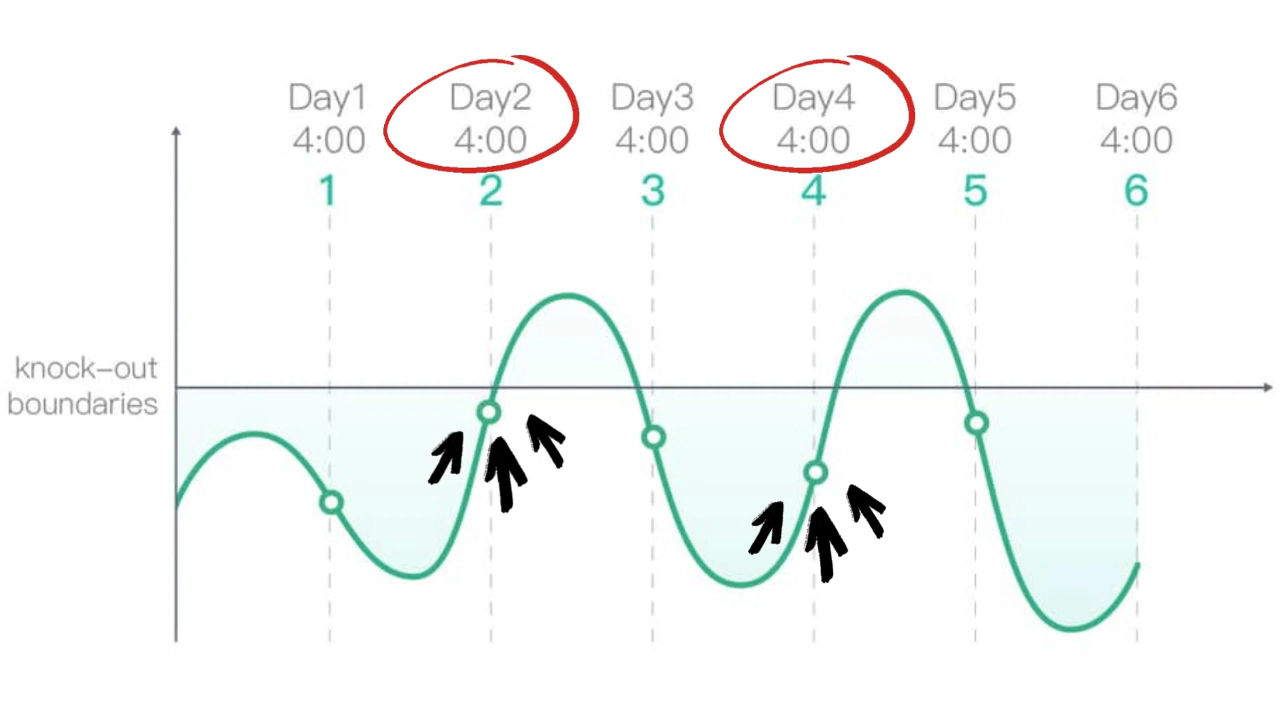 Day1
4:00
1
Day2
4:00
2
Day3
4:00
3
Day4
4:00
4
Day5
4:00
5
Day6
4:00
6
knock–out
boundaries